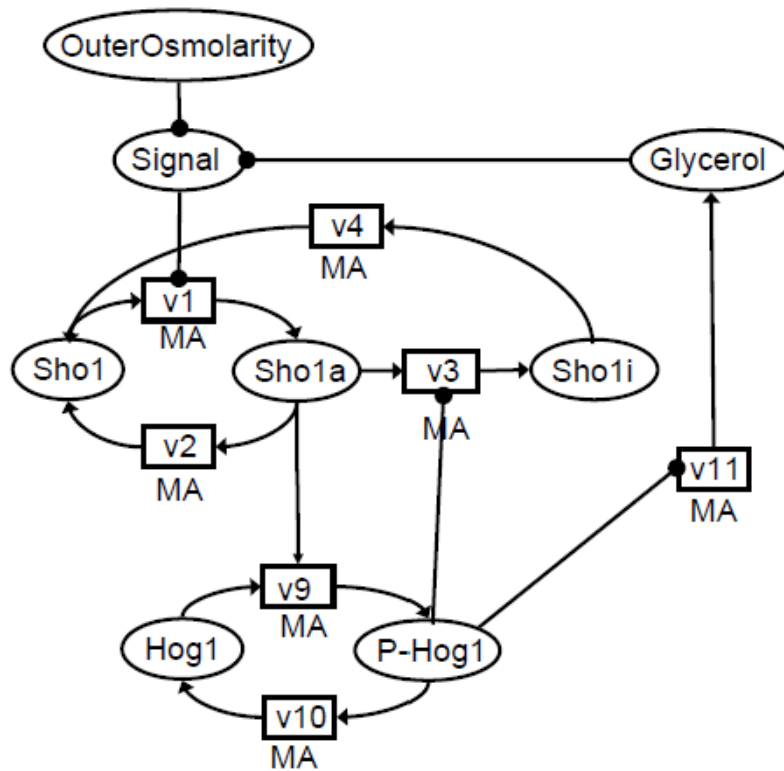 OuterOsmolarity
Signal
Glycerol
v4
MA
v1
MA
Sho1
Sho1a
v3
MA
Sho1i
v2
MA
v11
MA
v9
MA
Hog1
P-Hog1
v10
MA